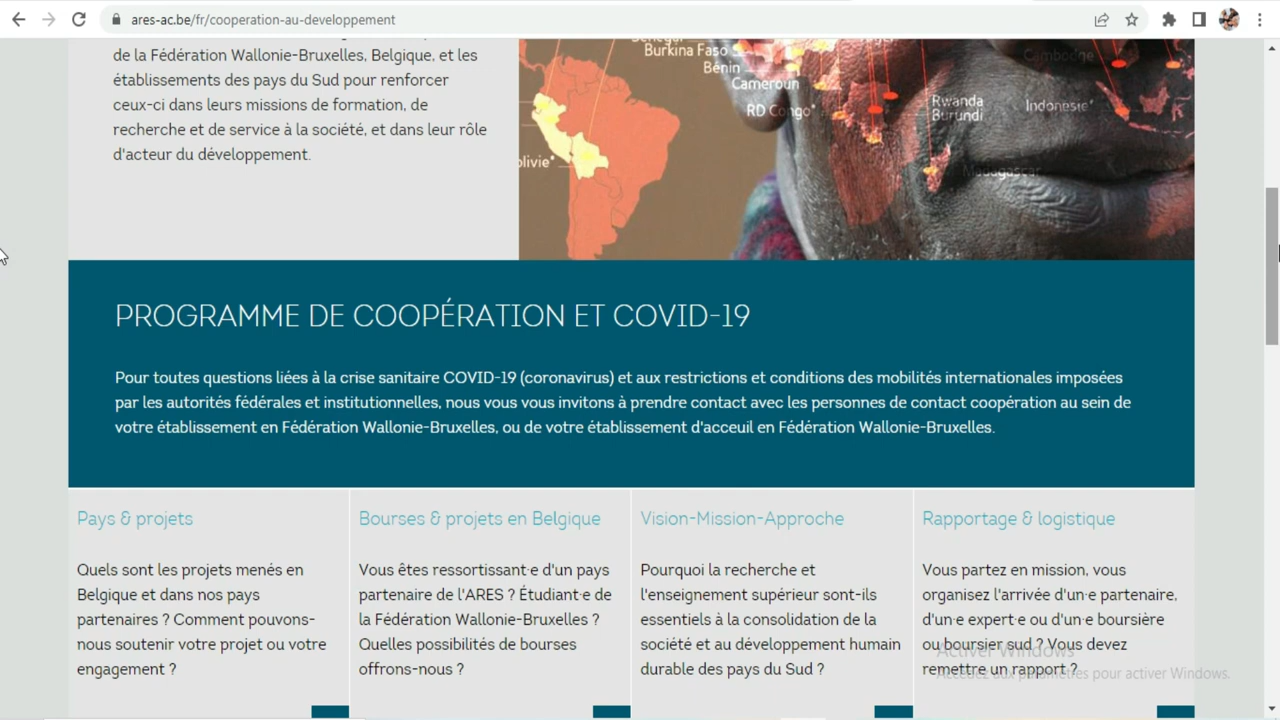 ares-ac.be/fr/cooperation-au-developpement
de la Fédération Wallonie-Bruxelles, Belgique, et les
établissements des pays du Sud pour renforcer
ceux-ci dans leurs missions de formation, de
recherche et de service à la société, et dans leur rôle
d'acteur du développement.
Burkina Faso
Bénin
Cameroun
RD Congo*
Rwanda
Burundi
Cambodge
Indonésie*
Madagascar
olivie*
PROGRAMME DE COOPÉRATION ET COVID-19
Pour toutes questions liées à la crise sanitaire COVID-19 (coronavirus) et aux restrictions et conditions des mobilités internationales imposées
par les autorités fédérales et institutionnelles, nous vous vous invitons à prendre contact avec les personnes de contact coopération au sein de
votre établissement en Fédération Wallonie-Bruxelles, ou de votre établissement d'acceuil en Fédération Wallonie-Bruxelles.
Pays & projets
Quels sont les projets menés en
Belgique et dans nos pays
partenaires ? Comment pouvons-
nous soutenir votre projet ou votre
engagement ?
Bourses & projets en Belgique
Vous êtes ressortissant·e d'un pays
partenaire de l'ARES ? Étudiant·e de
la Fédération Wallonie-Bruxelles ?
Quelles possibilités de bourses
offrons-nous ?
Vision-Mission-Approche
Pourquoi la recherche et
l'enseignement supérieur sont-ils
essentiels à la consolidation de la
société et au développement humain
durable des pays du Sud ?
Rapportage & logistique
Vous partez en mission, vous
organisez l'arrivée d'un·e partenaire,
d'un·e expert·e ou d'un·e boursière
ou boursier sud ? Vous devez
remettre un rapport ?
Activer Windows
Accédez aux paramètres pour activer Windows.